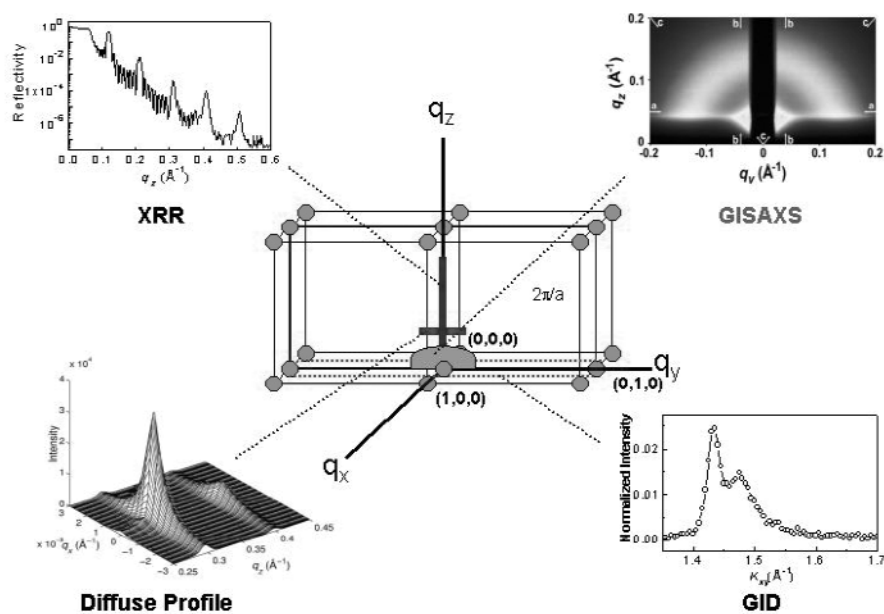 Reflectivity
10⁻²
1×10⁻⁴
10⁻⁶
0.0 0.1 0.2 0.3 0.4 0.5 0.6
q_z (Å⁻¹)
XRR
0.2
0.1
0
q_z (Å⁻¹)
c b b c
a a
b c b
-0.2 -0.1 0 0.1 0.2
q_y (Å⁻¹)
GISAXS
q_z
2π/a
(0,0,0)
q_y
(0,1,0)
(1,0,0)
q_x
× 10⁴
4
3
2
1
0
Intensity
3
2
1
0
-1
-2
-3
× 10⁻³ q_x (Å⁻¹)
0.25
0.3
0.35
0.4
0.45
q_z (Å⁻¹)
Diffuse Profile
Normalized Intensity
0.02
0.01
0.00
1.4 1.5 1.6 1.7
K_xy (Å⁻¹)
GID